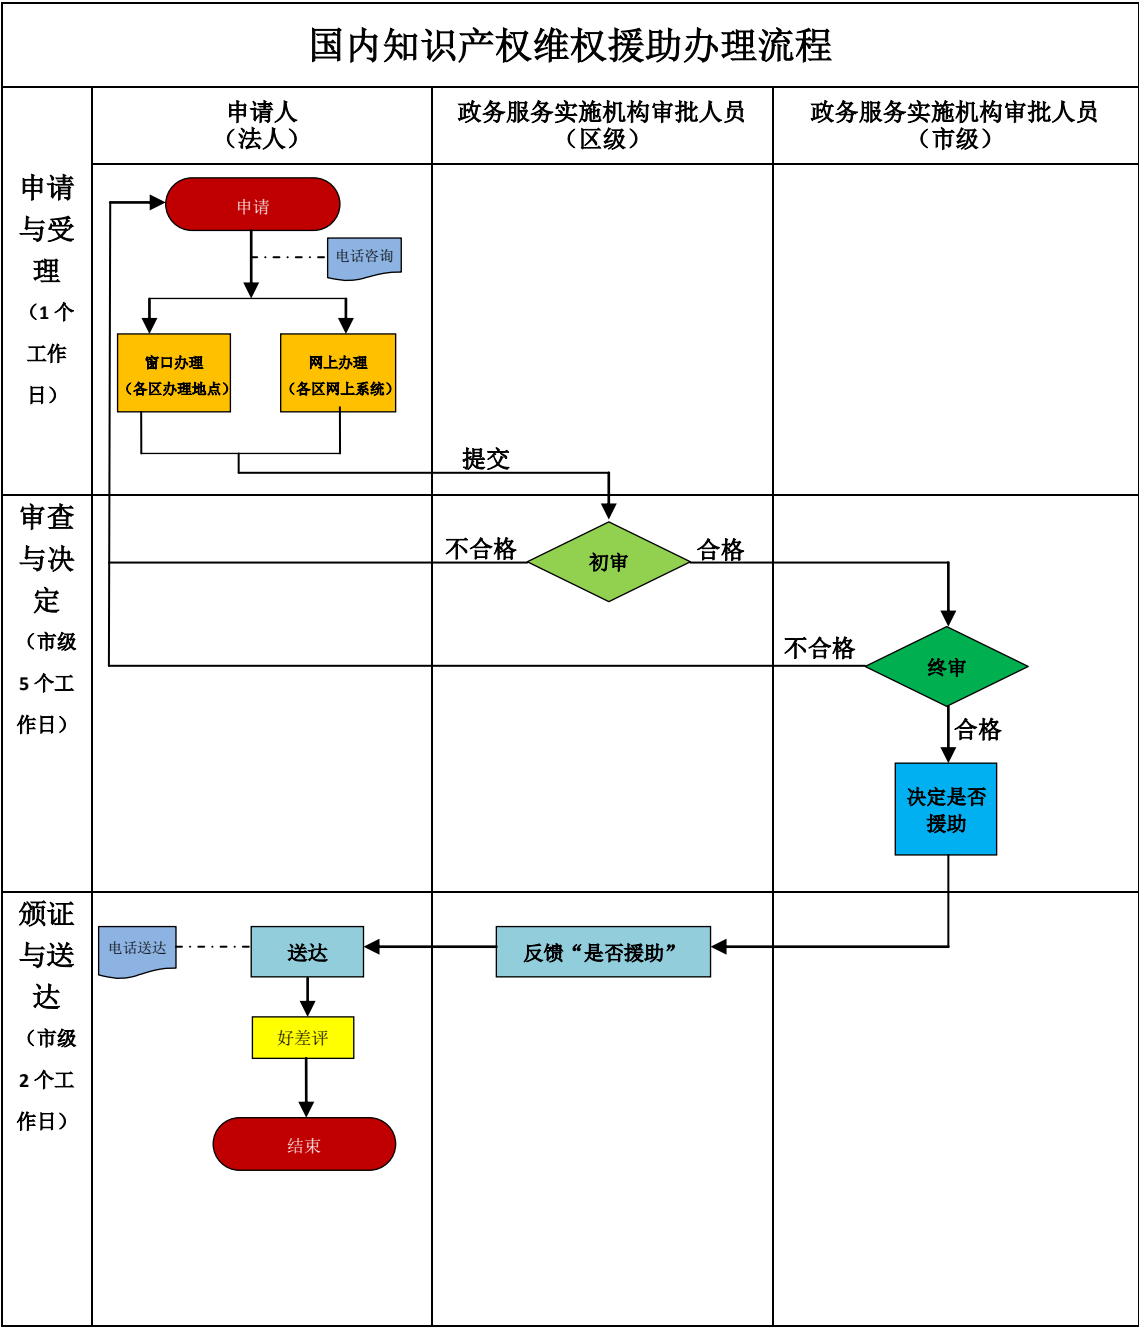 国内知识产权维权援助办理流程
申请人
（法人）
政务服务实施机构审批人员
（区级）
政务服务实施机构审批人员
（市级）
申请
与受
理
（1个
工作
日）
申请
电话咨询
窗口办理
（各区办理地点）
网上办理
（各区网上系统）
提交
审查
与决
定
（市级
5个工
作日）
不合格
初审
合格
不合格
终审
合格
决定是否
援助
颁证
与送
达
（市级
2个工
作日）
电话送达
送达
反馈“是否援助”
好差评
结束